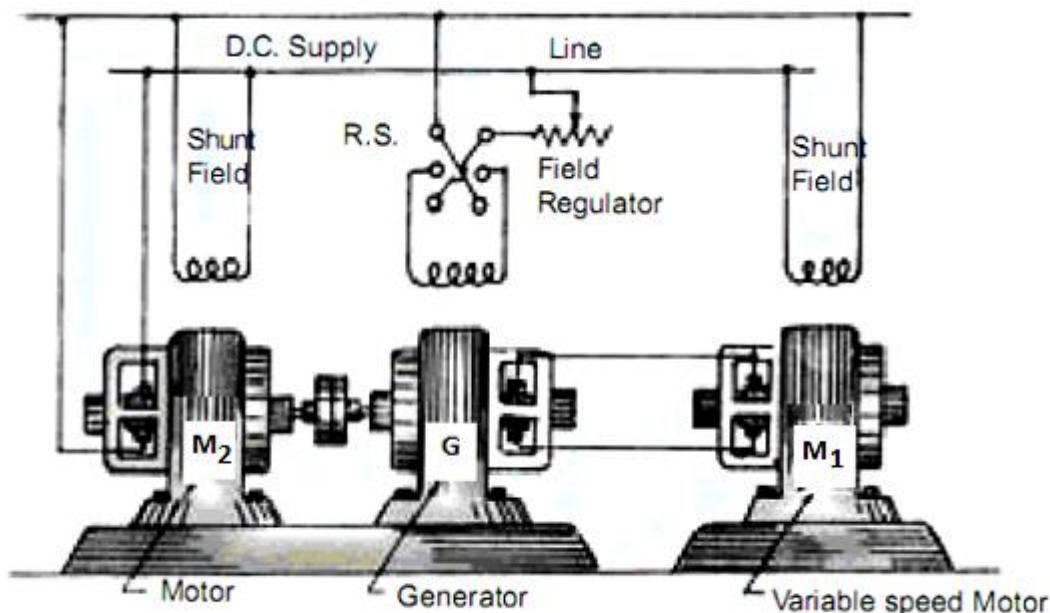 D.C. Supply Line
R.S.
Shunt
Field
Field
Regulator
Shunt
Field
M2
G
M1
Motor
Generator
Variable speed Motor